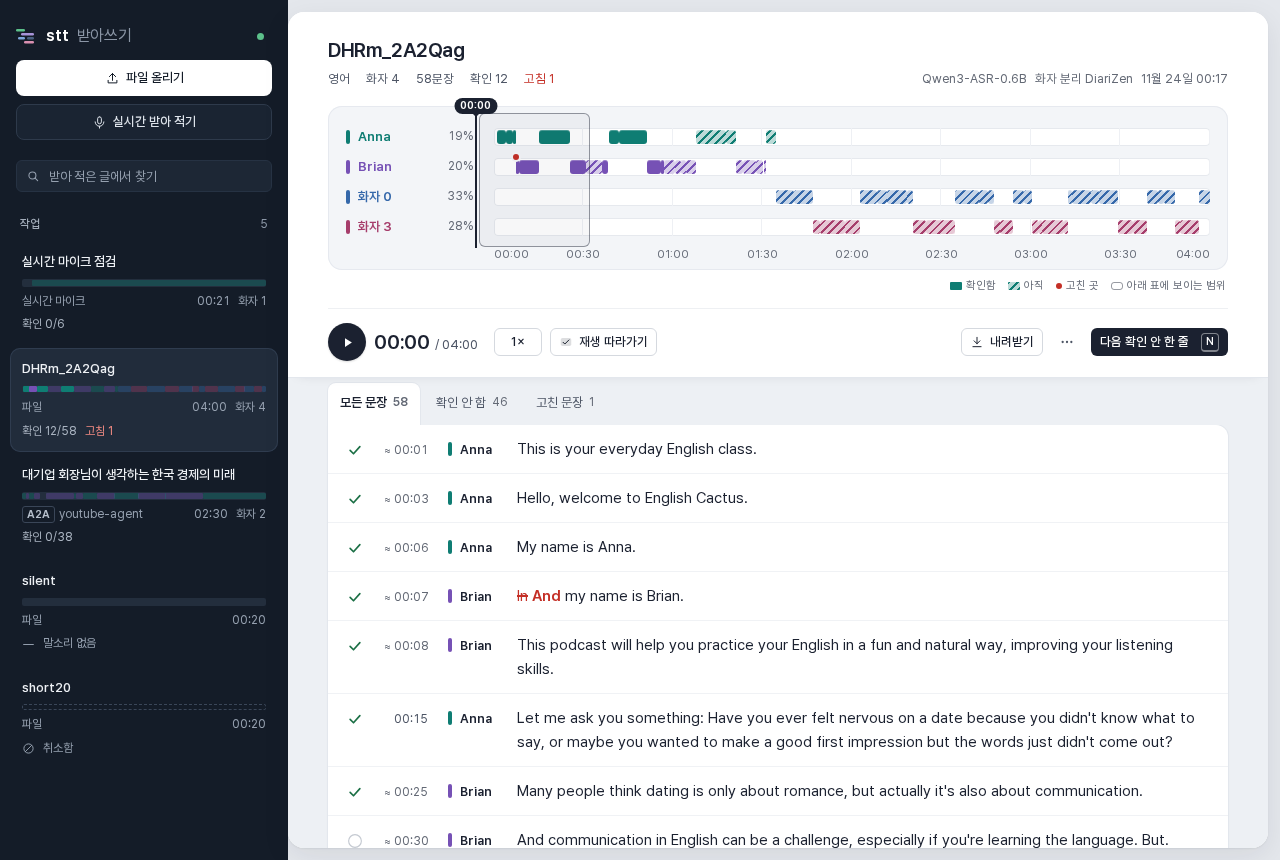 stt 받아쓰기
파일 올리기
실시간 받아 적기
받아 적은 글에서 찾기
작업 5
실시간 마이크 점검
실시간 마이크 00:21 화자 1
확인 0/6
DHRm_2A2Qag
파일 04:00 화자 4
확인 12/58 고침 1
대기업 회장님이 생각하는 한국 경제의 미래
A2A youtube-agent 02:30 화자 2
확인 0/38
silent
파일 00:20
— 말소리 없음
short20
파일 00:20
취소함
DHRm_2A2Qag
영어 화자 4 58문장 확인 12 고침 1
Qwen3-ASR-0.6B 화자 분리 DiariZen 11월 24일 00:17
00:00
Anna 19%
Brian 20%
화자 0 33%
화자 3 28%
00:00 00:30 01:00 01:30 02:00 02:30 03:00 03:30 04:00
확인함 아직 고친 곳 아래 표에 보이는 범위
00:00 / 04:00 1× 재생 따라가기
내려받기 ··· 다음 확인 안 한 줄 N
모든 문장 58 확인 안 함 46 고친 문장 1
≈ 00:01 Anna This is your everyday English class.
≈ 00:03 Anna Hello, welcome to English Cactus.
≈ 00:06 Anna My name is Anna.
≈ 00:07 Brian In And my name is Brian.
≈ 00:08 Brian This podcast will help you practice your English in a fun and natural way, improving your listening
skills.
00:15 Anna Let me ask you something: Have you ever felt nervous on a date because you didn't know what to
say, or maybe you wanted to make a good first impression but the words just didn't come out?
≈ 00:25 Brian Many people think dating is only about romance, but actually it's also about communication.
≈ 00:30 Brian And communication in English can be a challenge, especially if you're learning the language. But.